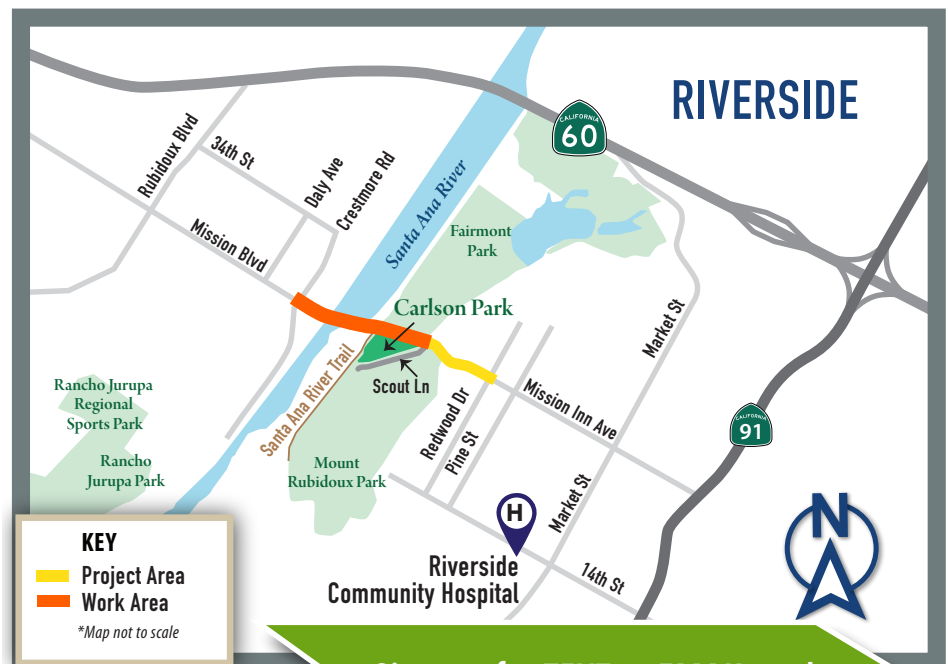 RIVERSIDE
CALIFORNIA
60
Rubidoux Blvd
34th St
Daly Ave
Crestmore Rd
Santa Ana River
Mission Blvd
Fairmont
Park
Carlson Park
Market St
Santa Ana River Trail
Scout Ln
Rancho Jurupa
Regional
Sports Park
Redwood Dr
Pine St
Mission Inn Ave
CALIFORNIA
91
Rancho
Jurupa Park
Mount
Rubidoux Park
Market St
H
N
Riverside
Community Hospital
14th St
KEY
Project Area
Work Area
*Map not to scale